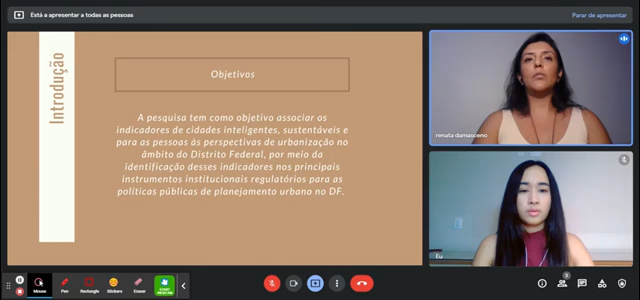 Está a apresentar a todas as pessoas
Parar de apresentar
Introdução
Objetivos
A pesquisa tem como objetivo associar os
indicadores de cidades inteligentes, sustentáveis e
para as pessoas às perspectivas de urbanização no
âmbito do Distrito Federal, por meio da
identificação desses indicadores nos principais
instrumentos institucionais regulatórios para as
políticas públicas de planejamento urbano no DF.
renata damasceno
Eu
Mouse
Pen
Rectangle
Stickers
Eraser
3